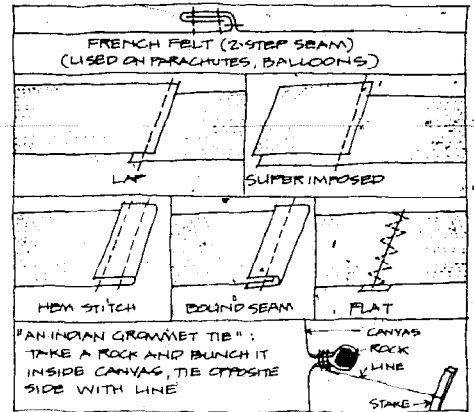 FRENCH FELT (2-STEP SEAM)
(USED ON PARACHUTES, BALLOONS)
LAP
SUPERIMPOSED
HEM STITCH
BOUND SEAM
FLAT
"AN INDIAN GROMMET TIE":
TAKE A ROCK AND BUNCH IT
INSIDE CANVAS, TIE OPPOSITE
SIDE WITH LINE
CANVAS
ROCK
LINE
STAKE